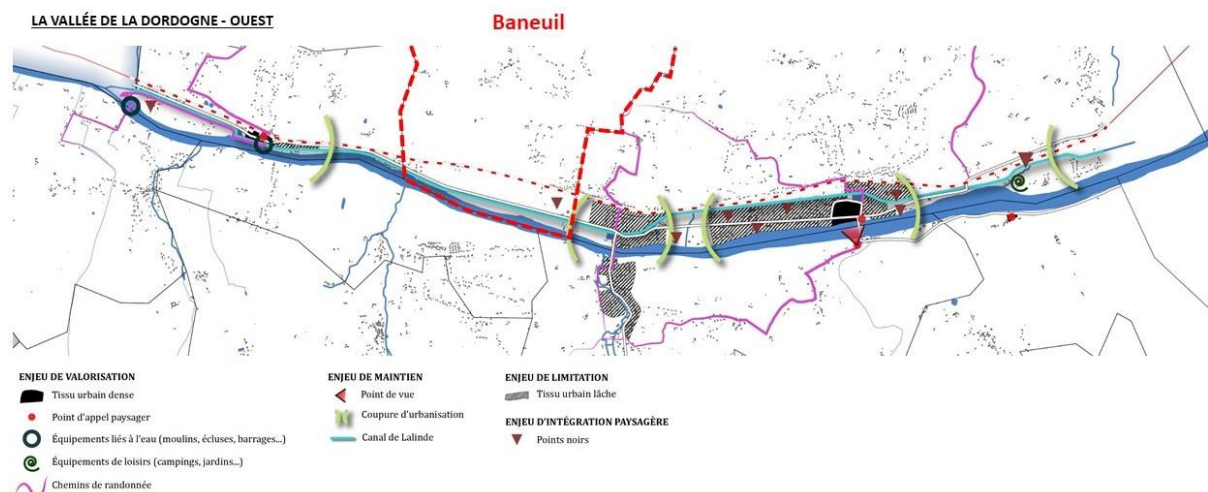 LA VALLÉE DE LA DORDOGNE - OUEST
Baneuil
ENJEU DE VALORISATION
Tissu urbain dense
Point d'appel paysager
Équipements liés à l'eau (moulins, écluses, barrages...)
Équipements de loisirs (campings, jardins...)
Chemins de randonnée
ENJEU DE MAINTIEN
Point de vue
Coupure d'urbanisation
Canal de Lalinde
ENJEU DE LIMITATION
Tissu urbain lâche
ENJEU D'INTÉGRATION PAYSAGÈRE
Points noirs